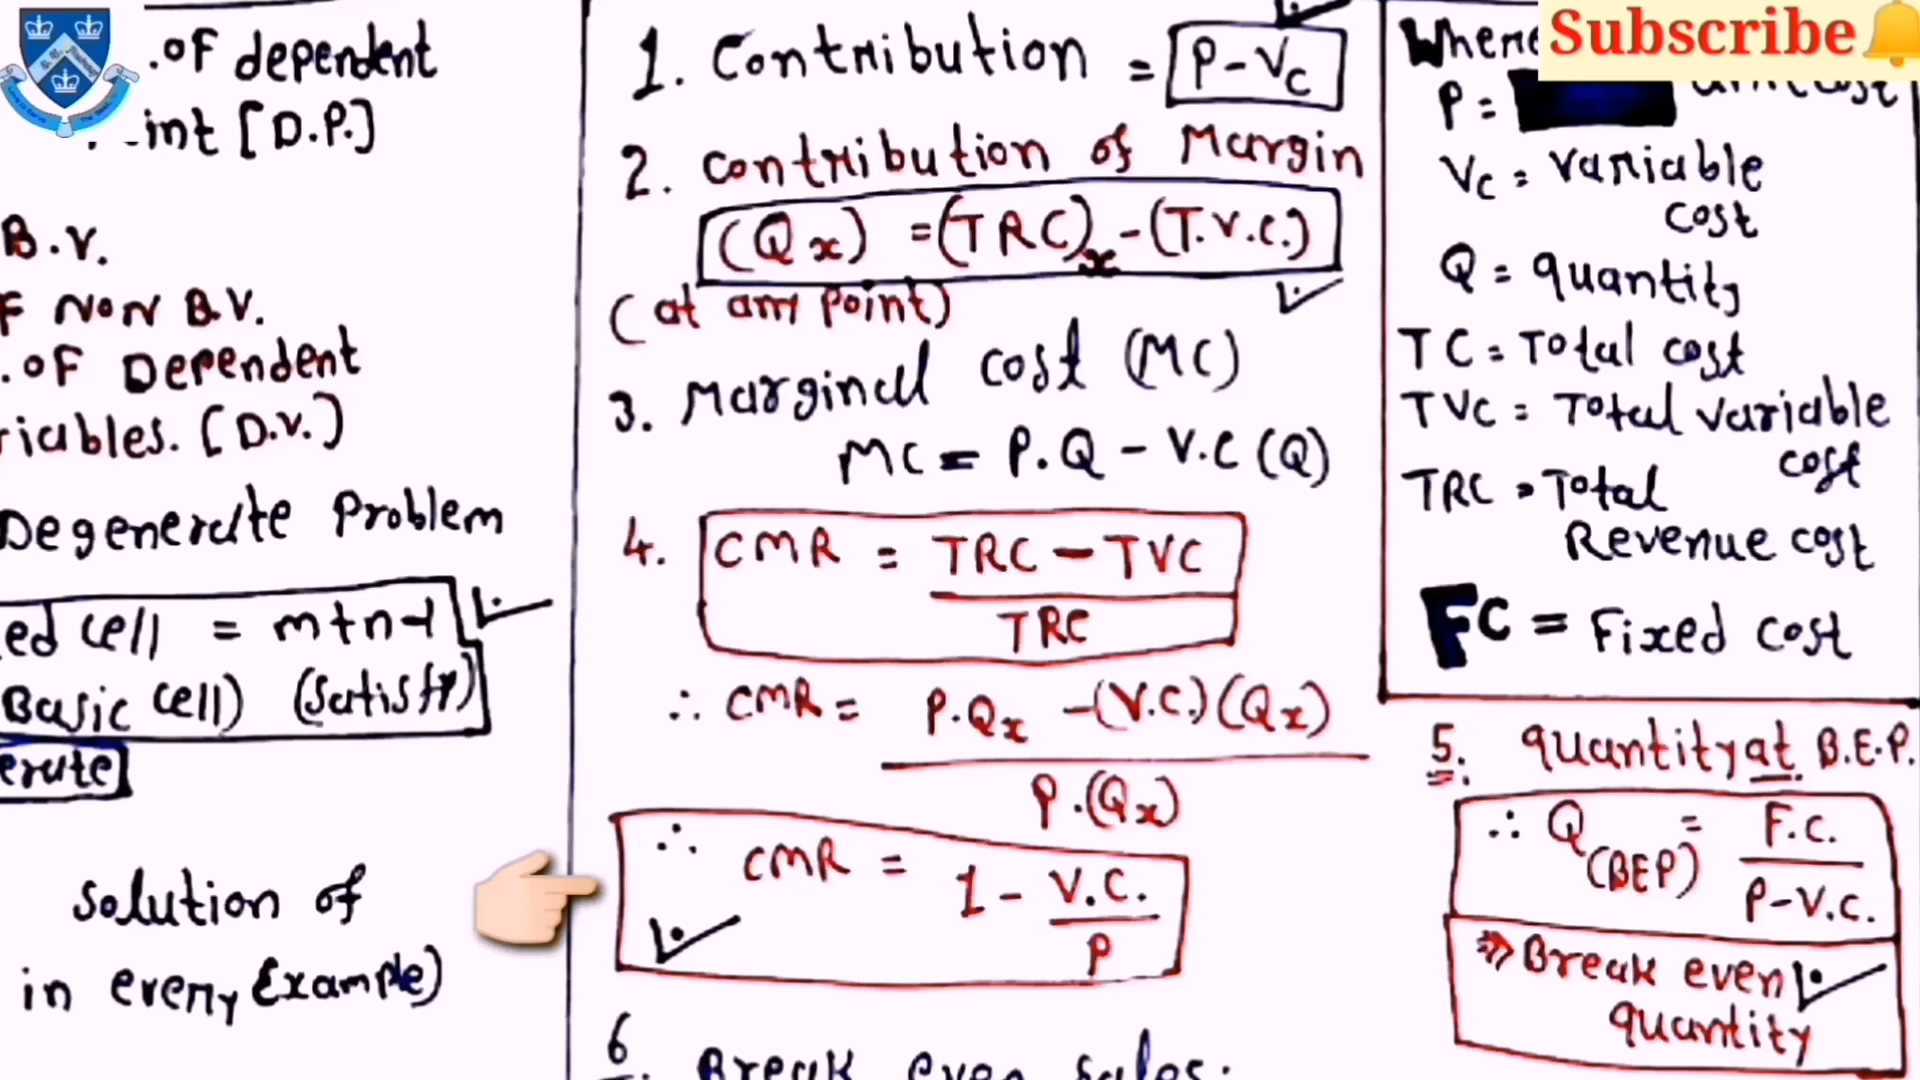 .of dependent
int [D.P.]
B.V.
F NON B.V.
.OF Dependent
riables. [D.V.]
Degenerate Problem
ed cell = m+n-1
Basic cell) (satisfy)
erate]
solution of
in every Example)
1. Contribution = P-Vc
2. contribution of Margin
(Qx) = (TRC)x - (T.V.C.)
(at any point)
3. Marginal cost (MC)
MC = P.Q - V.C (Q)
4. CMR = TRC - TVC
TRC
∴ CMR = P.Qx - (V.C.) (Qx)
P.(Qx)
∴ CMR = 1 - V.C.
P
6. Break even sales:
Where
Subscribe
P = unit cost
Vc = variable
cost
Q = quantity
TC = Total cost
TVC = Total variable
cost
TRC = Total
Revenue cost
FC = Fixed cost
5. quantity at B.E.P.
∴ Q(BEP) = F.C.
P-V.C.
⇒ Break even
quantity